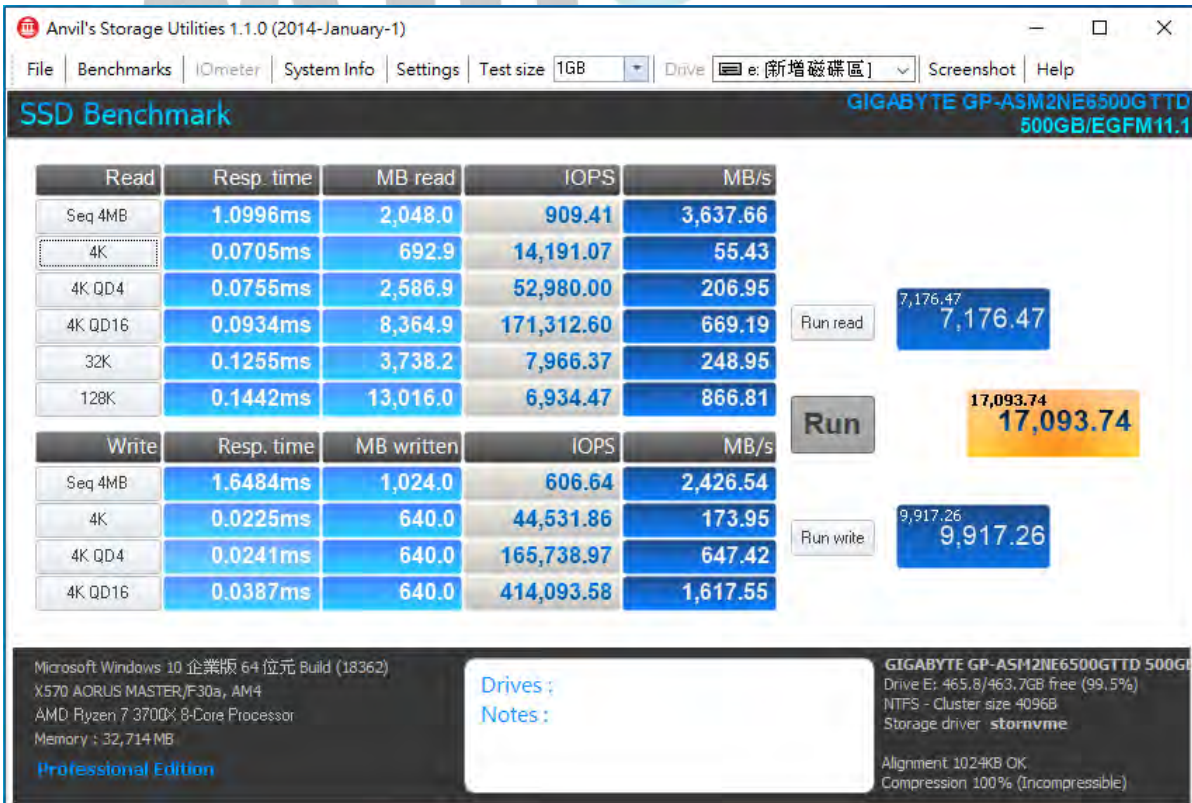 Anvil's Storage Utilities 1.1.0 (2014-January-1)
File Benchmarks IOmeter System Info Settings Test size 1GB Drive e: [新增磁碟區] Screenshot Help
SSD Benchmark
GIGABYTE GP-ASM2NE6500GTTD
500GB/EGFM11.1
Read Resp. time MB read IOPS MB/s
Seq 4MB 1.0996ms 2,048.0 909.41 3,637.66
4K 0.0705ms 692.9 14,191.07 55.43
4K QD4 0.0755ms 2,586.9 52,980.00 206.95
4K QD16 0.0934ms 8,364.9 171,312.60 669.19
32K 0.1255ms 3,738.2 7,966.37 248.95
128K 0.1442ms 13,016.0 6,934.47 866.81
Run read
7,176.47
7,176.47
Run
17,093.74
17,093.74
Write Resp. time MB written IOPS MB/s
Seq 4MB 1.6484ms 1,024.0 606.64 2,426.54
4K 0.0225ms 640.0 44,531.86 173.95
4K QD4 0.0241ms 640.0 165,738.97 647.42
4K QD16 0.0387ms 640.0 414,093.58 1,617.55
Run write
9,917.26
9,917.26
Microsoft Windows 10 企業版 64 位元 Build (18362)
X570 AORUS MASTER/F30a, AM4
AMD Ryzen 7 3700X 8-Core Processor
Memory : 32,714 MB
Professional Edition
Drives :
Notes :
GIGABYTE GP-ASM2NE6500GTTD 500GB
Drive E: 465.8/463.7GB free (99.5%)
NTFS - Cluster size 4096B
Storage driver stornvme
Alignment 1024KB OK
Compression 100% (Incompressible)